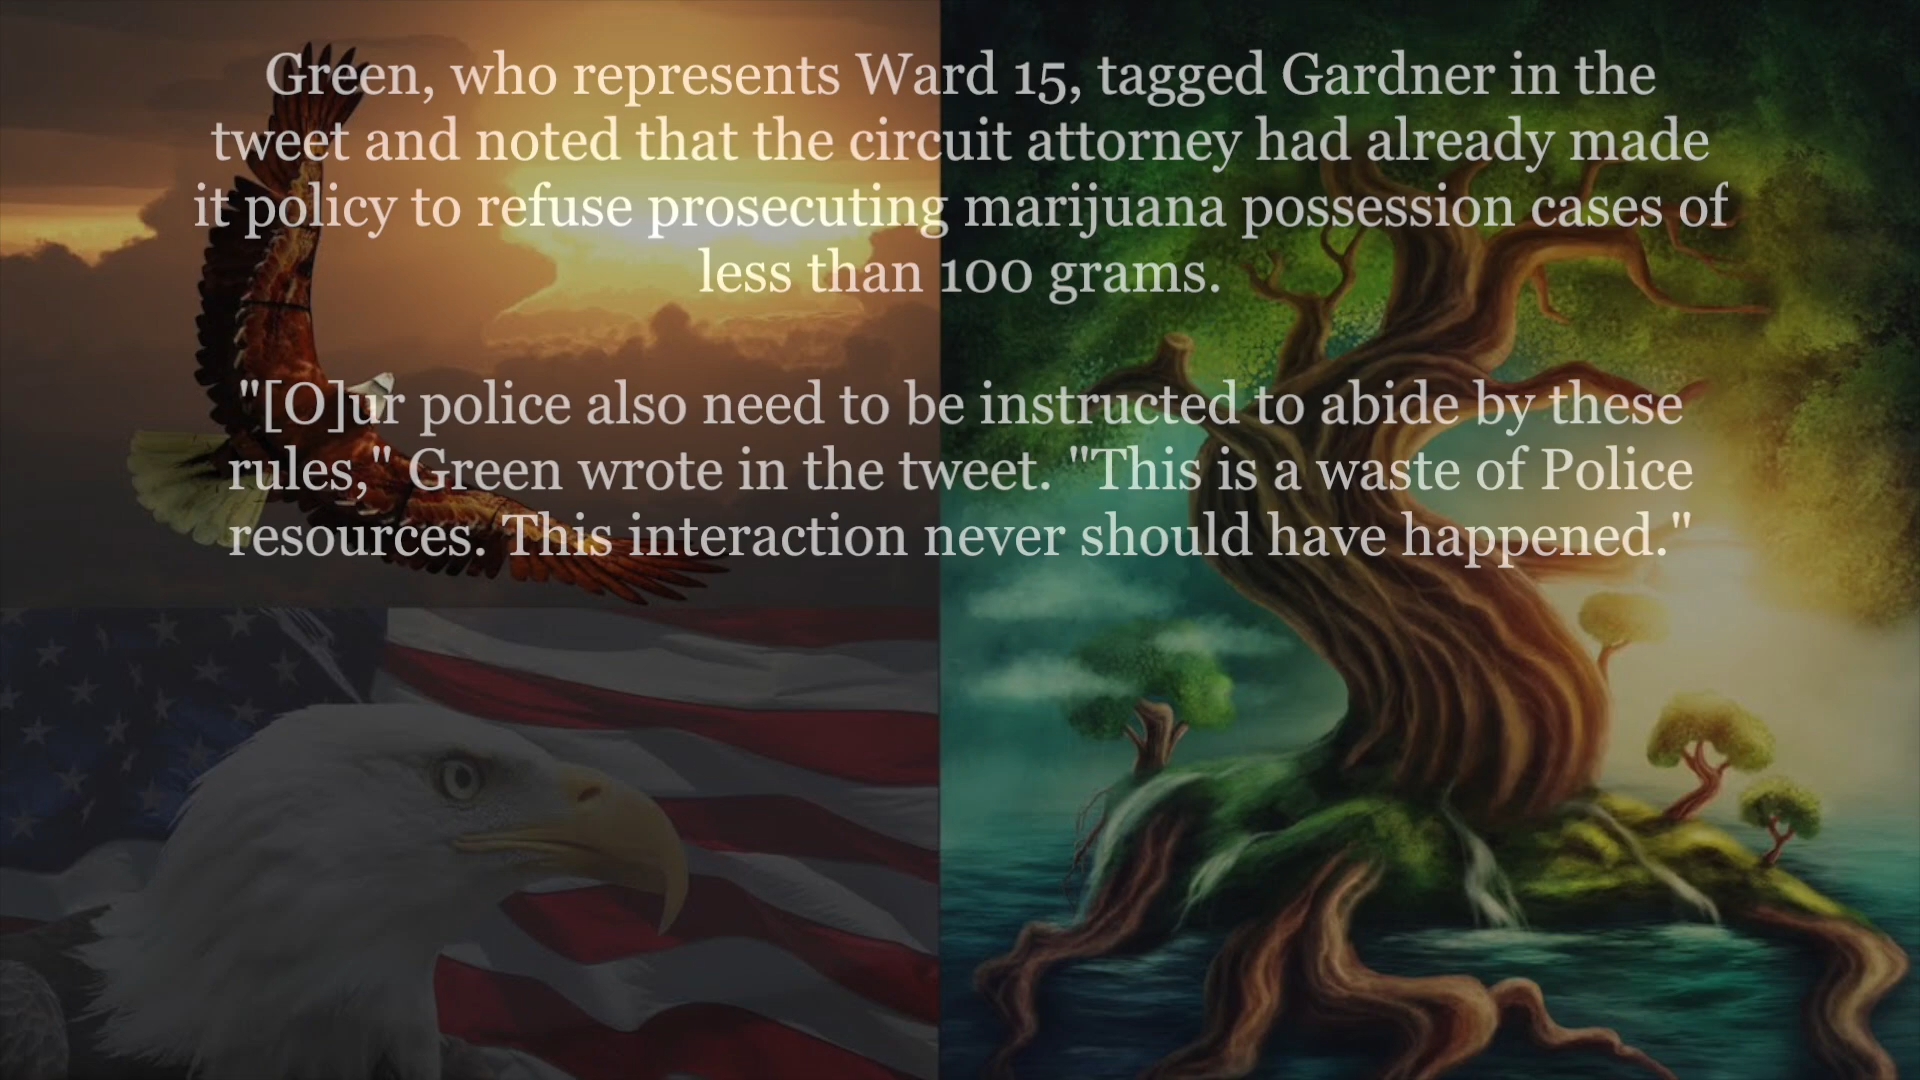 Green, who represents Ward 15, tagged Gardner in the
tweet and noted that the circuit attorney had already made
it policy to refuse prosecuting marijuana possession cases of
less than 100 grams.
"[O]ur police also need to be instructed to abide by these
rules," Green wrote in the tweet. "This is a waste of Police
resources. This interaction never should have happened."